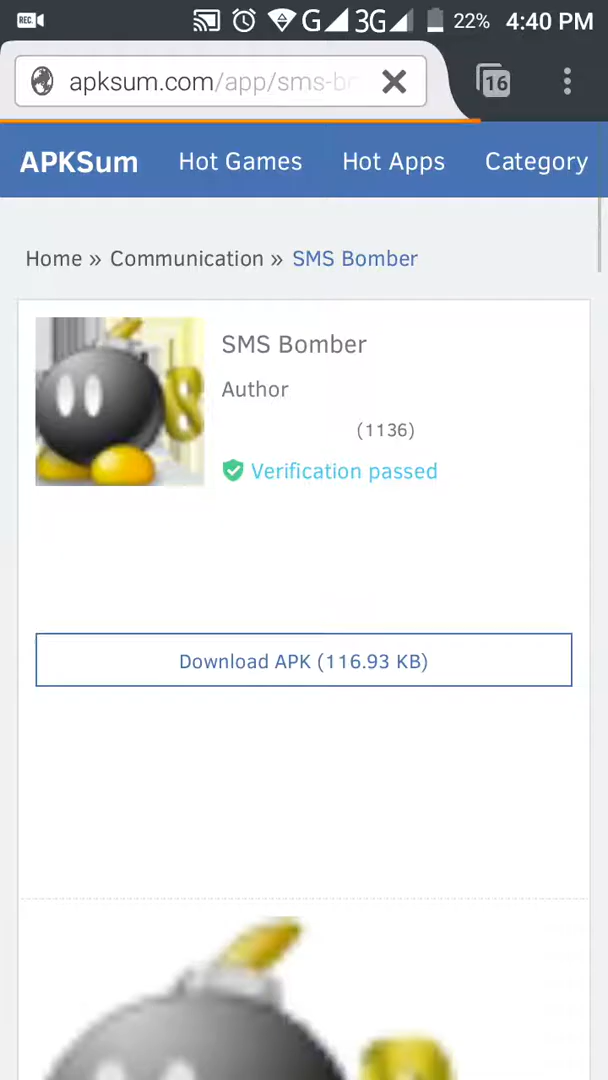 REC. G 3G 22% 4:40 PM
apksum.com/app/sms-b 16
APKSum Hot Games Hot Apps Category
Home » Communication » SMS Bomber
SMS Bomber
Author
(1136)
Verification passed
Download APK (116.93 KB)